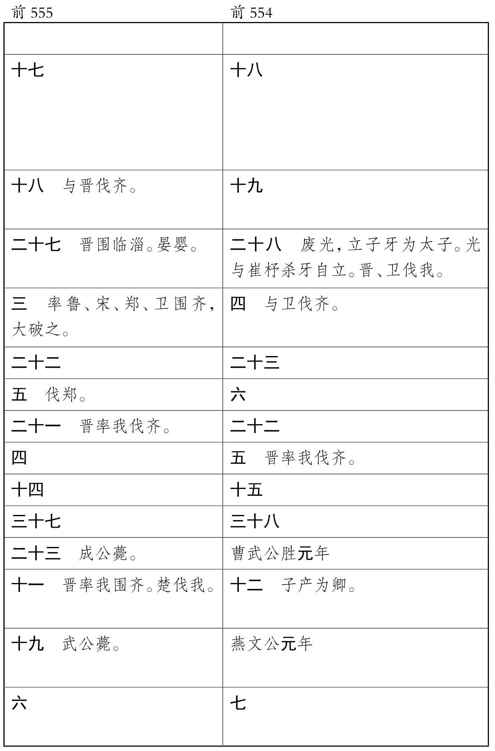 前 555 前 554
十七 十八
十八 与晋伐齐。 十九
二十七 晋围临淄。晏婴。 二十八 废光，立子牙为太子。光
与崔杼杀牙自立。晋、卫伐我。
三 率鲁、宋、郑、卫围齐， 四 与卫伐齐。
大破之。
二十二 二十三
五 伐郑。 六
二十一 晋率我伐齐。 二十二
四 五 晋率我伐齐。
十四 十五
三十七 三十八
二十三 成公薨。 曹武公胜元年
十一 晋率我围齐。楚伐我。 十二 子产为卿。
十九 武公薨。 燕文公元年
六 七